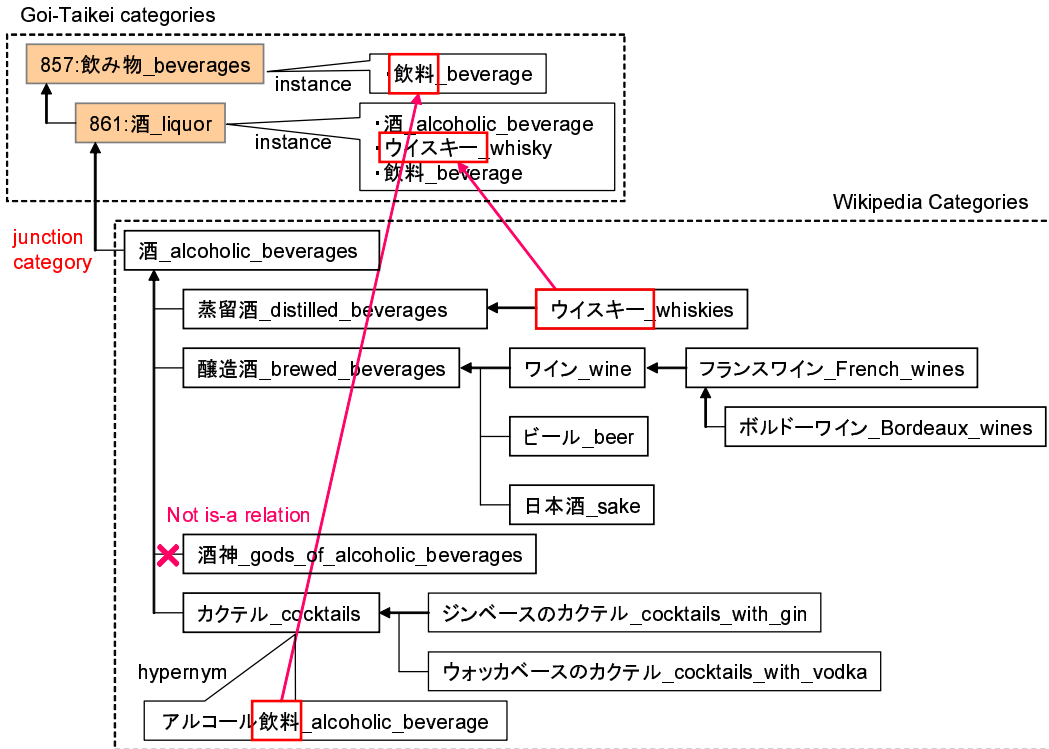 Goi-Taikei categories
857:飲み物_beverages
instance
・飲料_beverage
861:酒_liquor
instance
・酒_alcoholic_beverage
・ウイスキー_whisky
・飲料_beverage
Wikipedia Categories
junction
category
酒_alcoholic_beverages
蒸留酒_distilled_beverages
ウイスキー_whiskies
醸造酒_brewed_beverages
ワイン_wine
フランスワイン_French_wines
ボルドーワイン_Bordeaux_wines
ビール_beer
日本酒_sake
Not is-a relation
酒神_gods_of_alcoholic_beverages
カクテル_cocktails
ジンベースのカクテル_cocktails_with_gin
ウォッカベースのカクテル_cocktails_with_vodka
hypernym
アルコール飲料_alcoholic_beverage